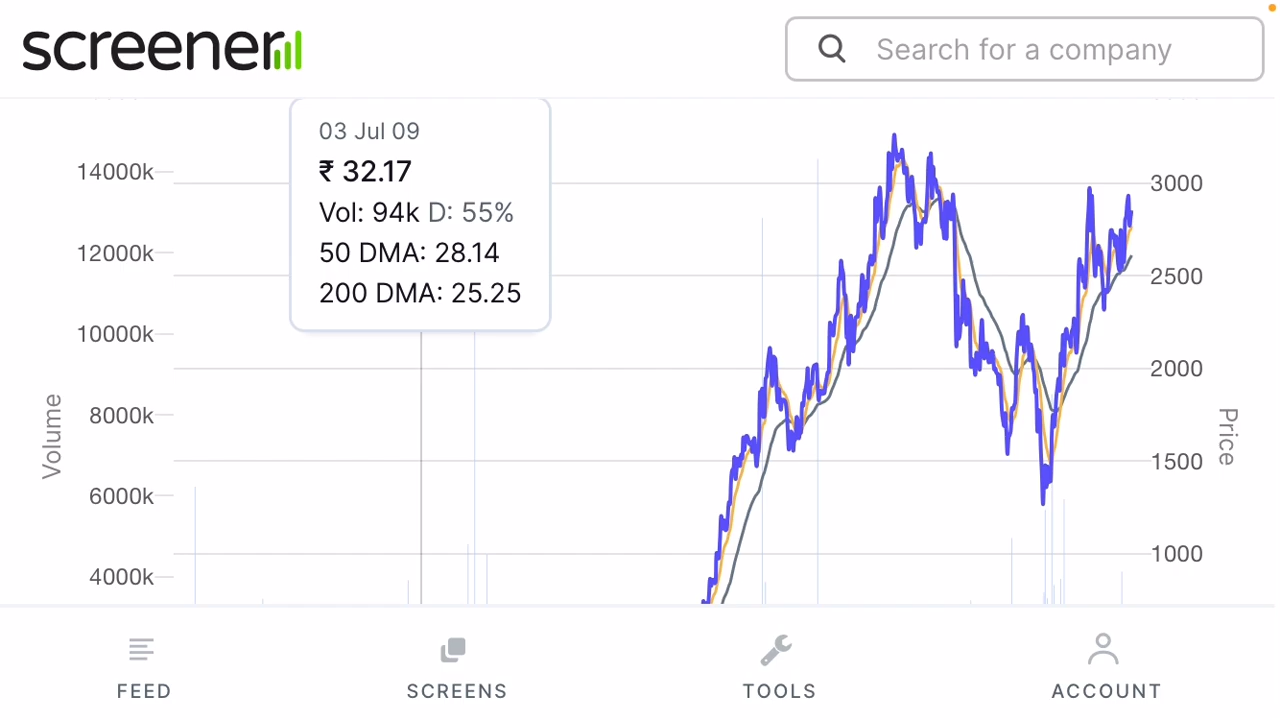 screener
Search for a company
03 Jul 09
₹ 32.17
Vol: 94k D: 55%
50 DMA: 28.14
200 DMA: 25.25
14000k
12000k
10000k
8000k
6000k
4000k
Volume
3000
2500
2000
1500
1000
Price
FEED
SCREENS
TOOLS
ACCOUNT